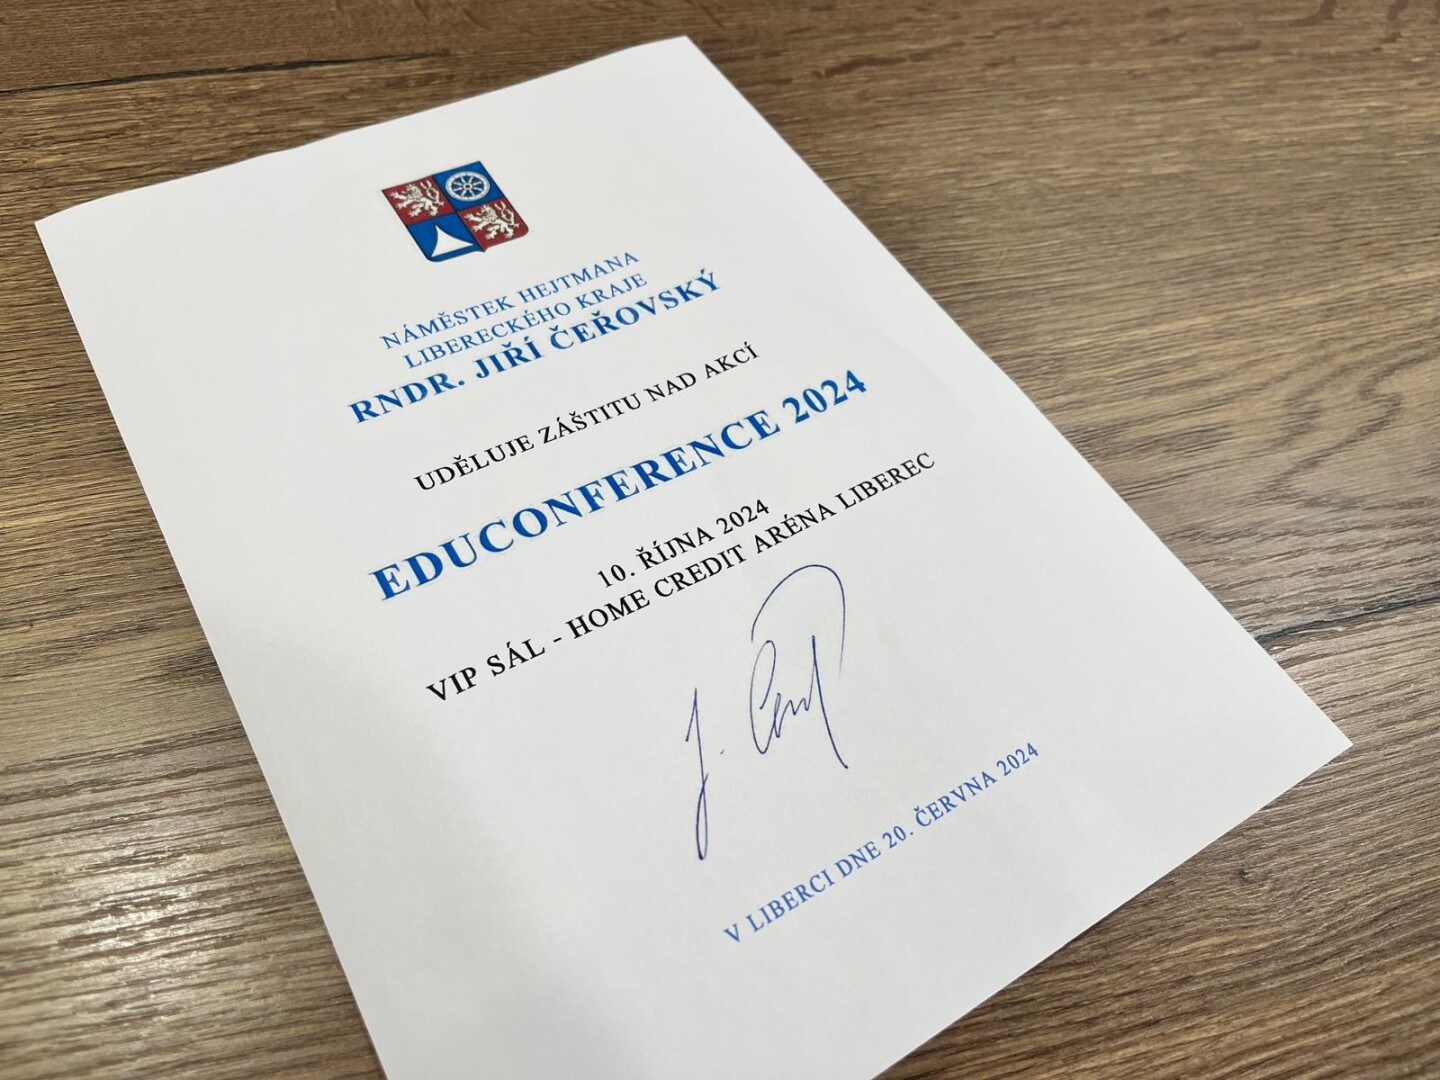 NÁMĚSTEK HEJTMANA
LIBERECKÉHO KRAJE
RNDR. JIŘÍ ČEŘOVSKÝ
UDĚLUJE ZÁŠTITU NAD AKCÍ
EDUCONFERENCE 2024
10. ŘÍJNA 2024
VIP SÁL - HOME CREDIT ARÉNA LIBEREC
V LIBERCI DNE 20. ČERVNA 2024